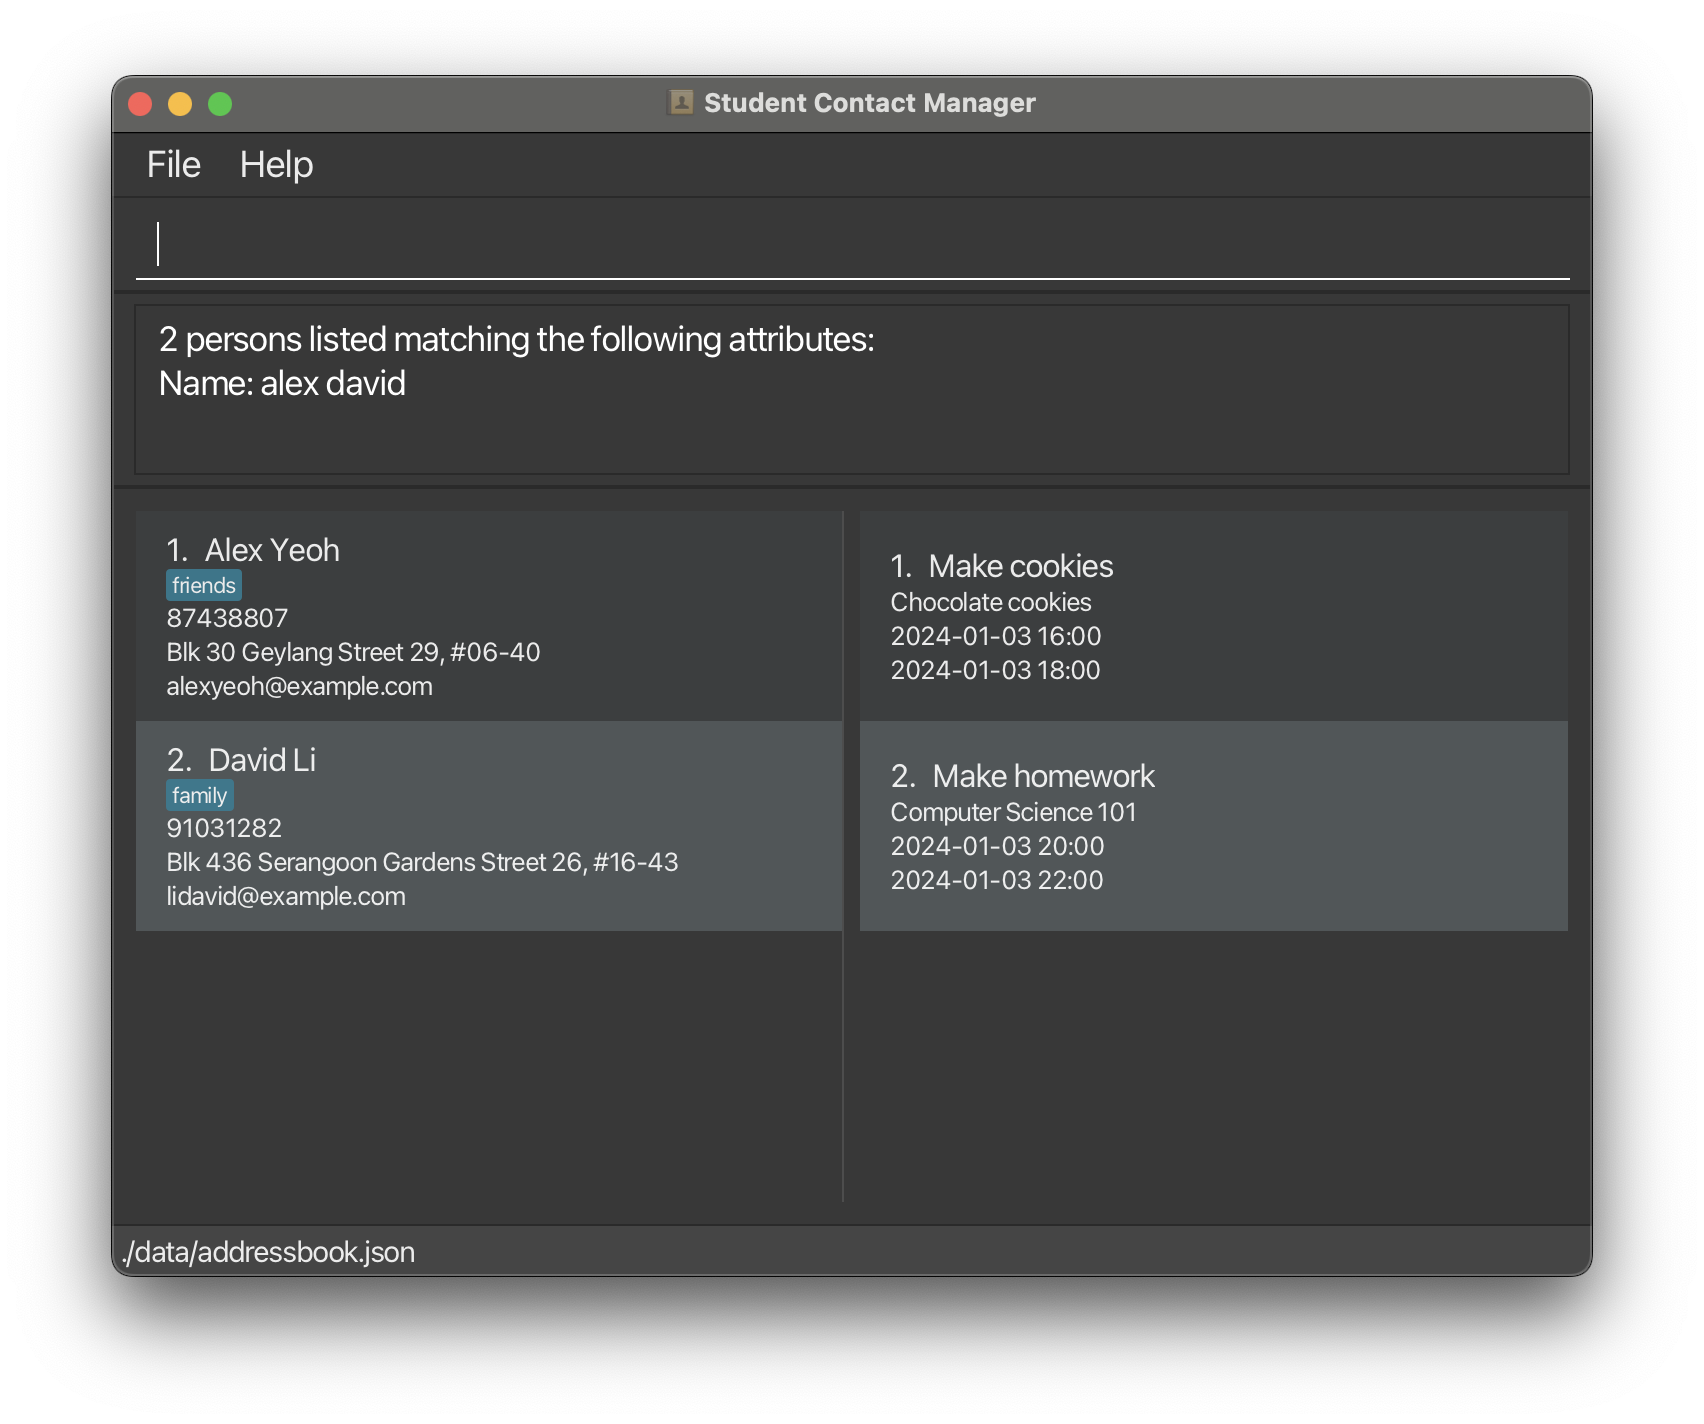 Student Contact Manager
File Help
2 persons listed matching the following attributes:
Name: alex david
1. Alex Yeoh
friends
87438807
Blk 30 Geylang Street 29, #06-40
alexyeoh@example.com
2. David Li
family
91031282
Blk 436 Serangoon Gardens Street 26, #16-43
lidavid@example.com
1. Make cookies
Chocolate cookies
2024-01-03 16:00
2024-01-03 18:00
2. Make homework
Computer Science 101
2024-01-03 20:00
2024-01-03 22:00
./data/addressbook.json